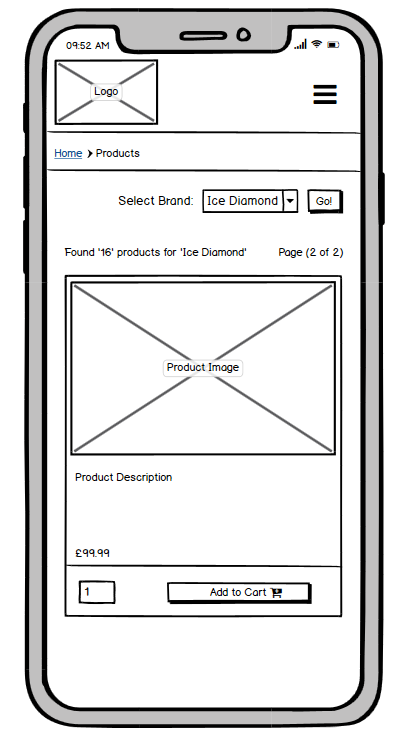 09:52 AM
Logo
Home > Products
Select Brand: Ice Diamond Go!
Found '16' products for 'Ice Diamond' Page (2 of 2)
Product Image
Product Description
£99.99
1 Add to Cart